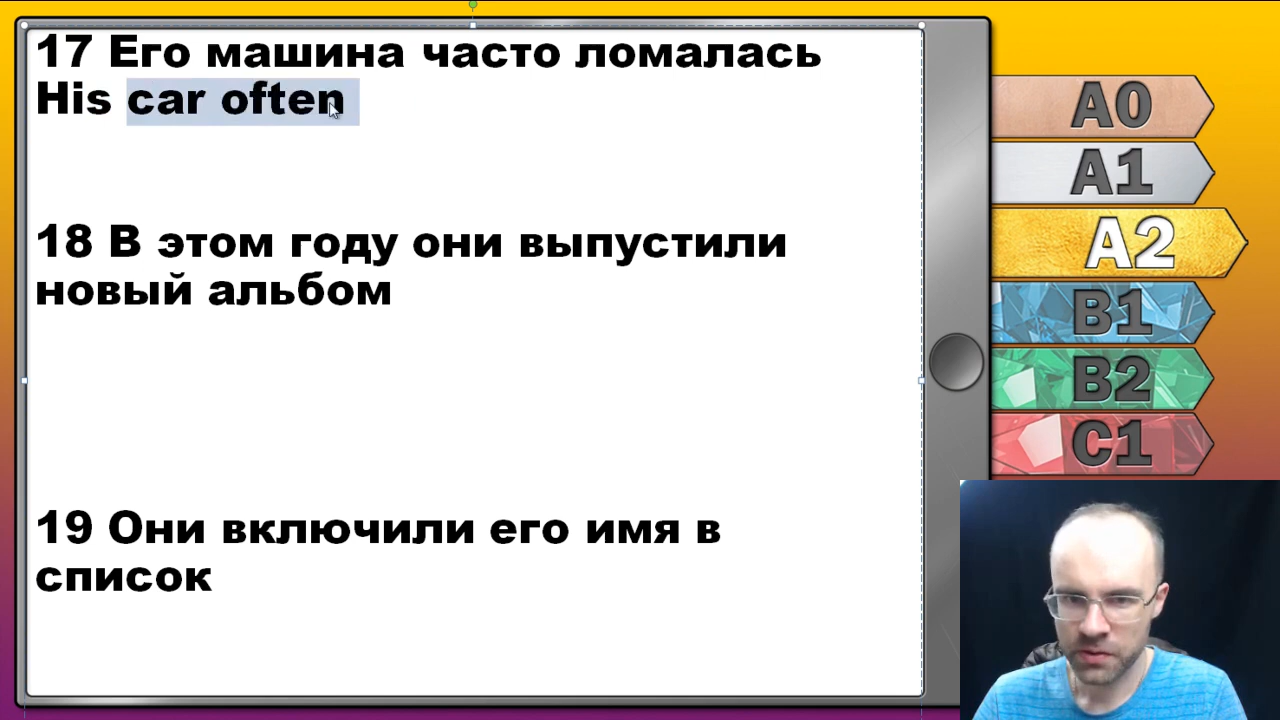 17 Его машина часто ломалась
His car often
18 В этом году они выпустили
новый альбом
19 Они включили его имя в
список
A0
A1
A2
B1
B2
C1